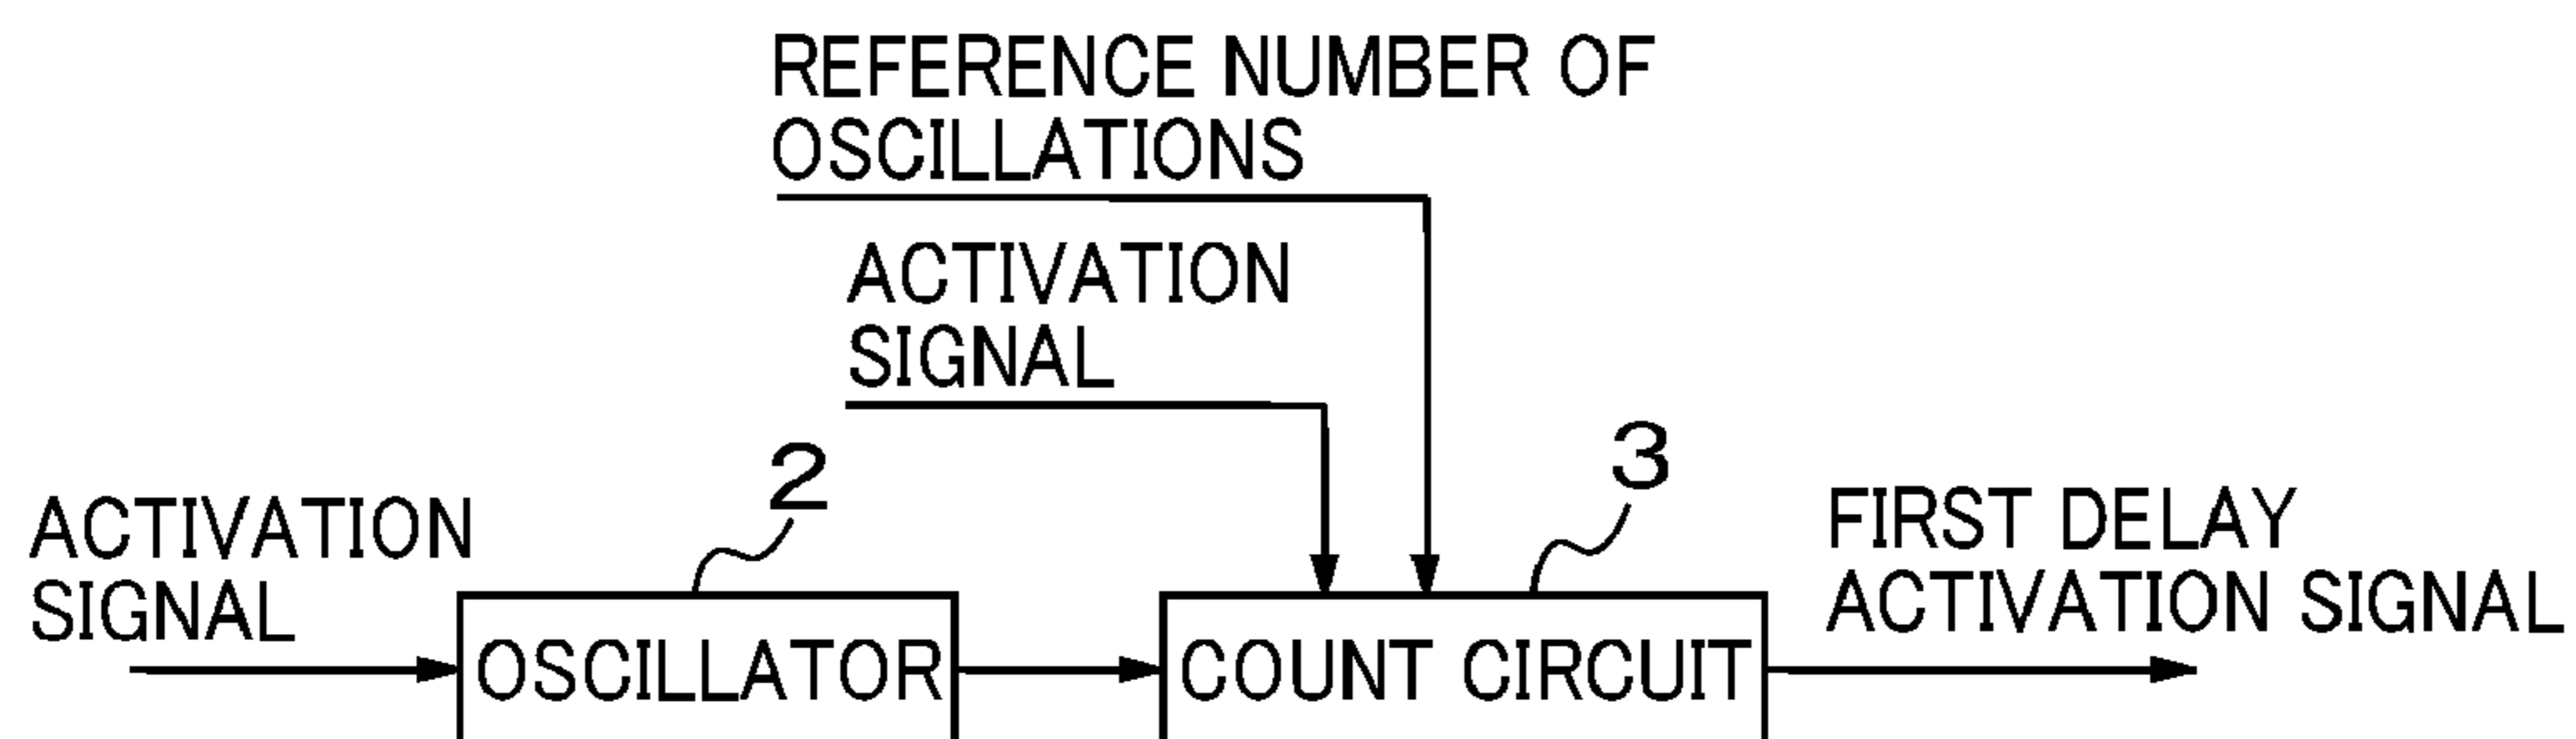 REFERENCE NUMBER OF
OSCILLATIONS
ACTIVATION
SIGNAL
2
3
ACTIVATION
SIGNAL
FIRST DELAY
ACTIVATION SIGNAL
OSCILLATOR
COUNT CIRCUIT